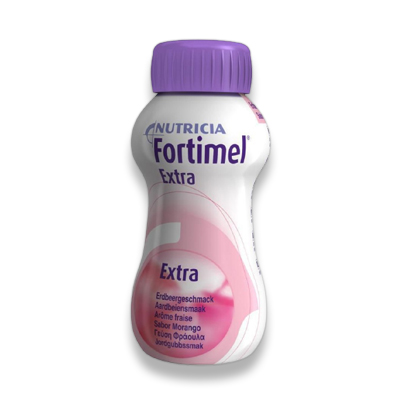 NUTRICIA
Fortimel®
Extra
Extra
Erdbeergeschmack
Aardbeiensmaak
Arôme fraise
Sabor Morango
Γεύση Φράουλα
Jordgubbssmak